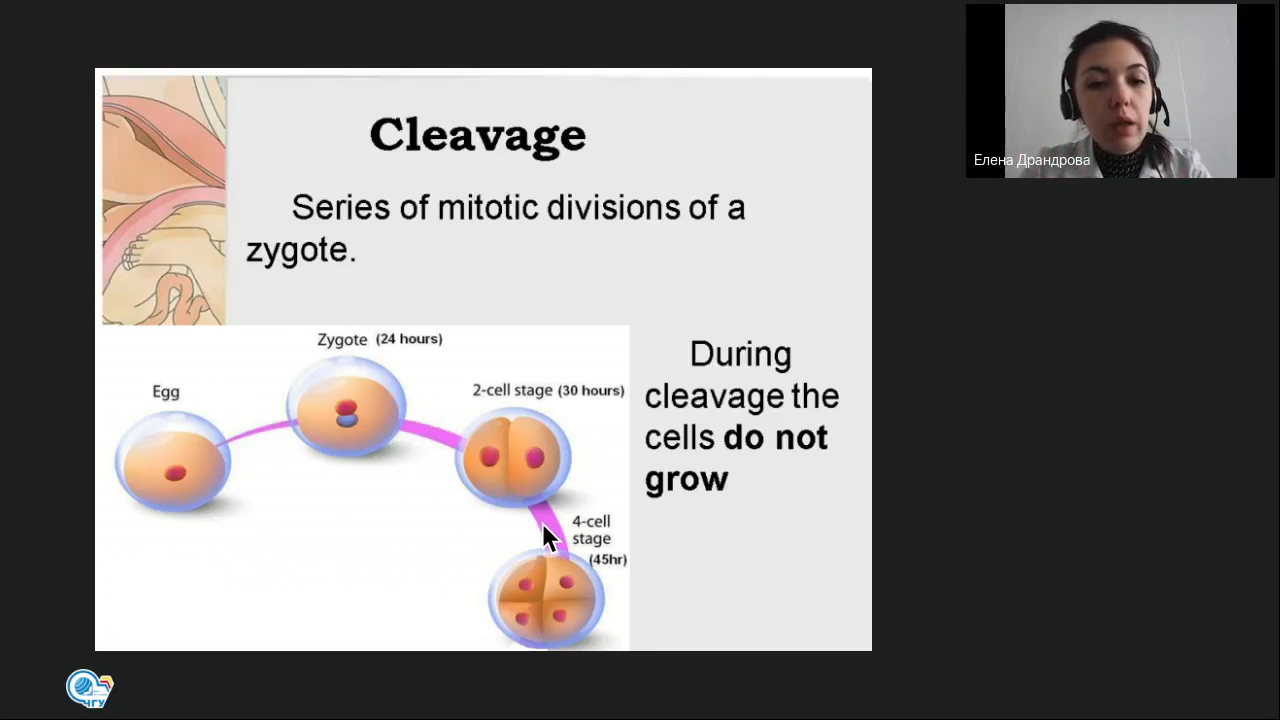 Cleavage
Series of mitotic divisions of a
zygote.
Zygote (24 hours)
Egg
2-cell stage (30 hours)
4-cell
stage
(45hr)
During
cleavage the
cells do not
grow
Елена Драндрова
ЧГУ